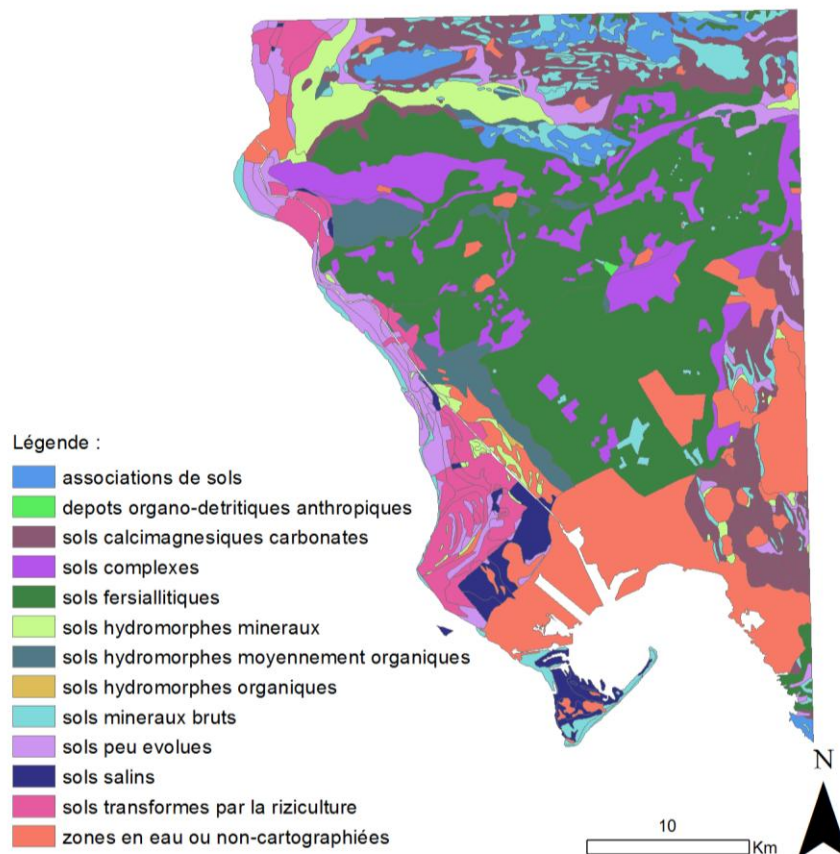 Légende :
associations de sols
depots organo-detritiques anthropiques
sols calcimagnesiques carbonates
sols complexes
sols fersiallitiques
sols hydromorphes mineraux
sols hydromorphes moyennement organiques
sols hydromorphes organiques
sols mineraux bruts
sols peu evolues
sols salins
sols transformes par la riziculture
zones en eau ou non-cartographiées
10
Km
N